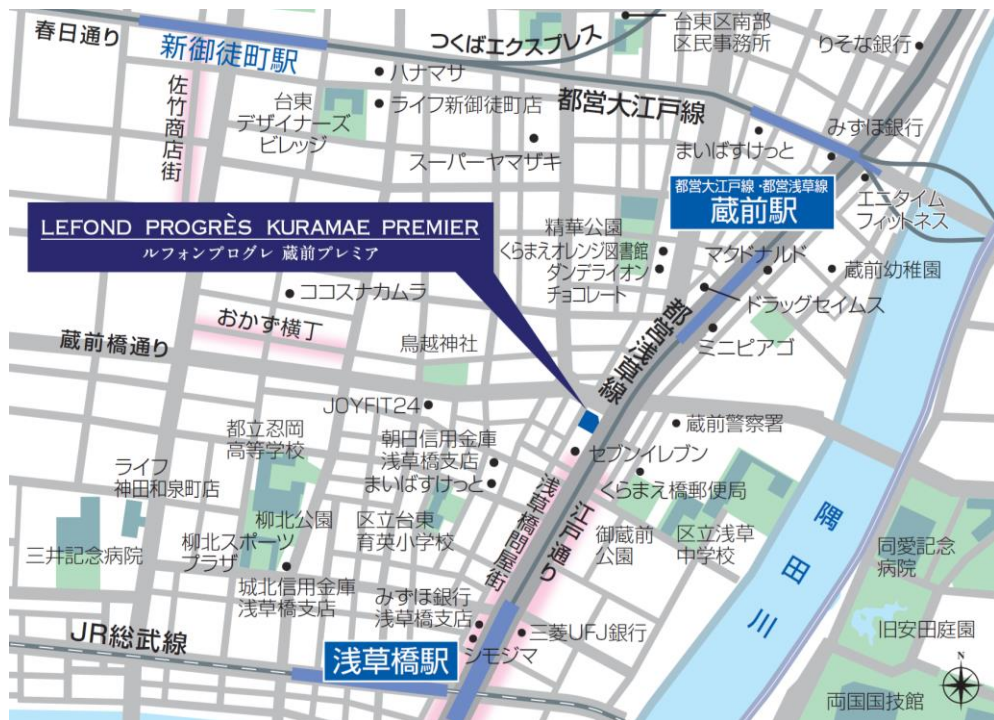 春日通り
新御徒町駅
つくばエクスプレス
台東区南部
区民事務所
りそな銀行
佐竹商店街
ハナマサ
台東
デザイナーズ
ビレッジ
ライフ新御徒町店
都営大江戸線
スーパーヤマザキ
まいばすけっと
みずほ銀行
都営大江戸線・都営浅草線
蔵前駅
エニタイム
フィットネス
LEFOND PROGRÈS KURAMAE PREMIER
ルフォンプログレ 蔵前プレミア
精華公園
くらまえオレンジ図書館
ダンデライオン
チョコレート
マクドナルド
蔵前幼稚園
ドラッグセイムス
ミニピアゴ
ココスナカムラ
おかず横丁
都営浅草線
蔵前橋通り
鳥越神社
JOYFIT24
都立忍岡
高等学校
朝日信用金庫
浅草橋支店
まいばすけっと
セブンイレブン
蔵前警察署
くらまえ橋郵便局
ライフ
神田和泉町店
三井記念病院
柳北公園
柳北スポーツ
プラザ
区立台東
育英小学校
浅草橋問屋街
江戸通り
御蔵前
公園
区立浅草
中学校
隅田川
同愛記念
病院
城北信用金庫
浅草橋支店
みずほ銀行
浅草橋支店
シモジマ
三菱UFJ銀行
旧安田庭園
JR総武線
浅草橋駅
両国国技館
N